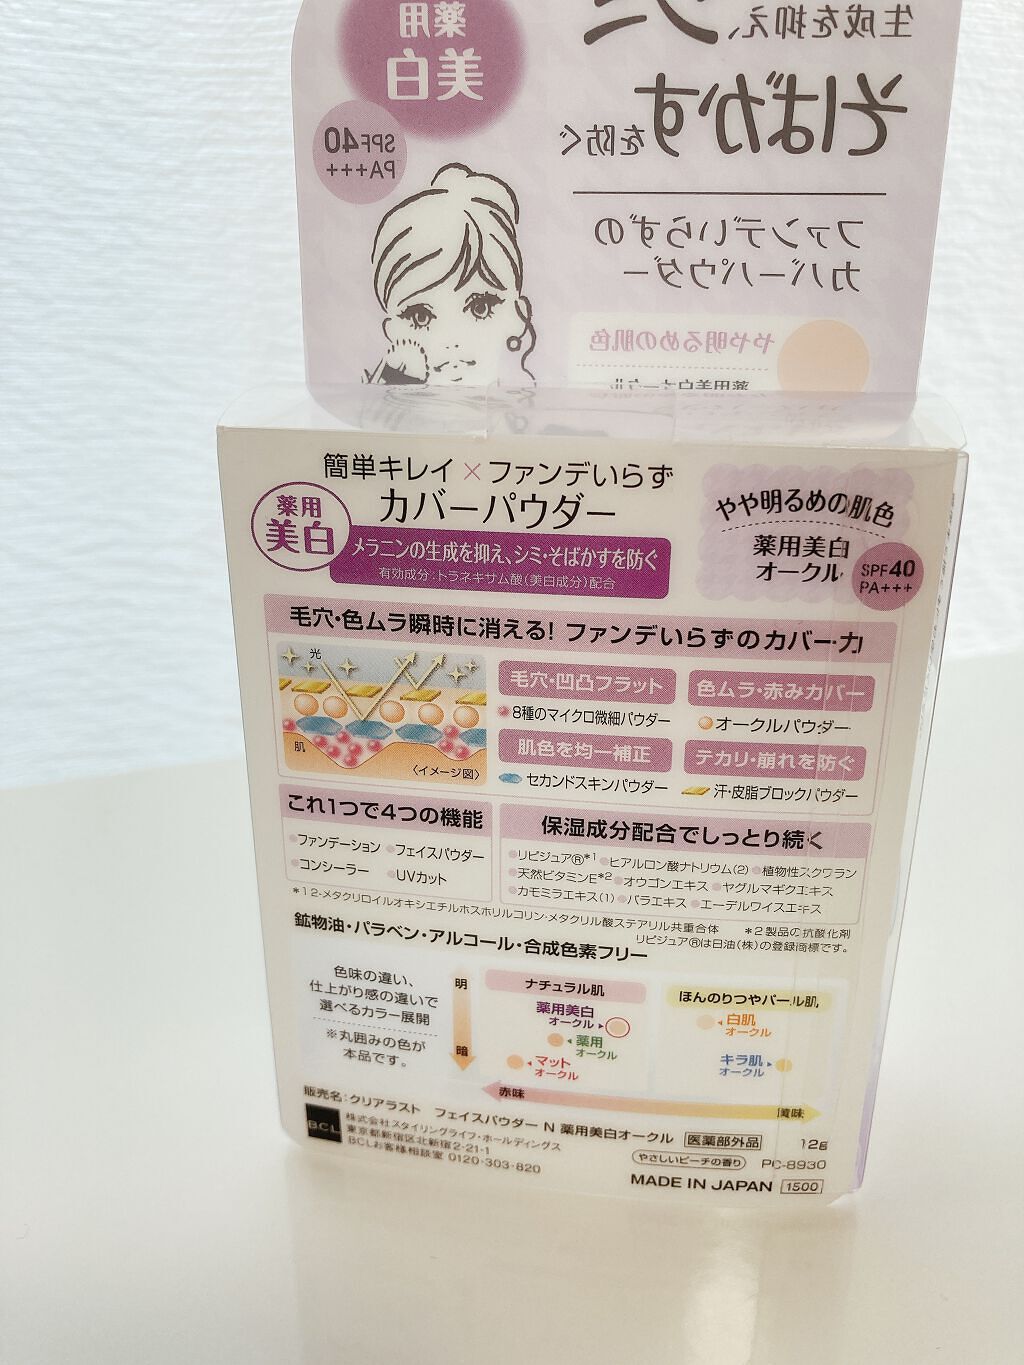 薬用
美白
SPF40
PA+++
生成を抑え、
そばかすを防ぐ
ファンデいらずの
カバーパウダー
やや明るめの肌色
薬用美白オークル
簡単キレイ×ファンデいらず
カバーパウダー
薬用
美白
メラニンの生成を抑え、シミ・そばかすを防ぐ
有効成分:トラネキサム酸(美白成分)配合
やや明るめの肌色
薬用美白
オークル
SPF40
PA+++
毛穴・色ムラ瞬時に消える! ファンデいらずのカバー力
光
肌
〈イメージ図〉
毛穴・凹凸フラット
8種のマイクロ微細パウダー
色ムラ・赤みカバー
オークルパウダー
肌色を均一補正
セカンドスキンパウダー
テカリ・崩れを防ぐ
汗・皮脂ブロックパウダー
これ1つで4つの機能
ファンデーション フェイスパウダー
コンシーラー UVカット
保湿成分配合でしっとり続く
リピジュア®*1 ヒアルロン酸ナトリウム(2) 植物性スクワラン
天然ビタミンE*2 オウゴンエキス ヤグルマギクエキス
カモミラエキス(1) バラエキス エーデルワイスエキス
*1 2-メタクリロイルオキシエチルホスホリルコリン・メタクリル酸ステアリル共重合体 *2 製品の抗酸化剤
リピジュア®は日油(株)の登録商標です。
鉱物油・パラベン・アルコール・合成色素フリー
色味の違い、
仕上がり感の違いで
選べるカラー展開
※丸囲みの色が
本品です。
明
暗
ナチュラル肌
薬用美白
オークル
薬用
オークル
マット
オークル
ほんのりつやパール肌
白肌
オークル
キラ肌
オークル
赤味
黄味
販売名:クリアラスト フェイスパウダー N 薬用美白オークル 医薬部外品 12g
BCL
株式会社スタイリングライフ・ホールディングス
東京都新宿区北新宿2-21-1
BCLお客様相談室 0120-303-820
やさしいピーチの香り PC-8930
MADE IN JAPAN 1500